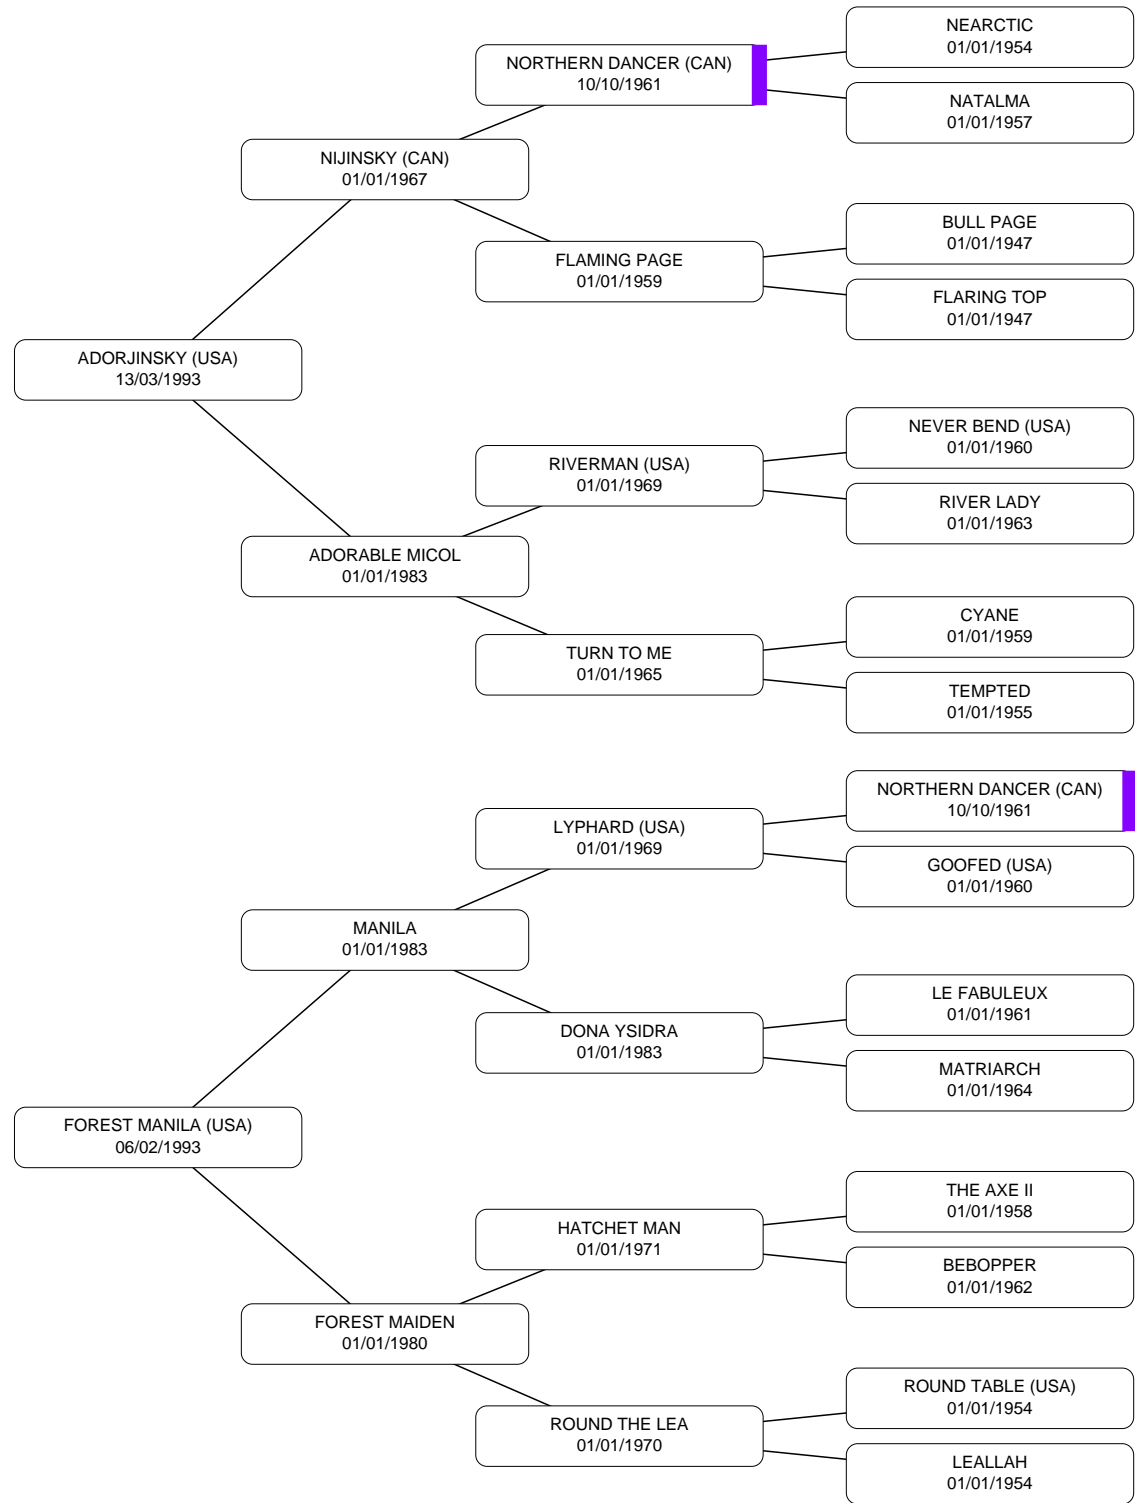 NEARCTIC
01/01/1954
NORTHERN DANCER (CAN)
10/10/1961
NATALMA
01/01/1957
NIJINSKY (CAN)
01/01/1967
BULL PAGE
01/01/1947
FLAMING PAGE
01/01/1959
FLARING TOP
01/01/1947
ADORJINSKY (USA)
13/03/1993
NEVER BEND (USA)
01/01/1960
RIVERMAN (USA)
01/01/1969
RIVER LADY
01/01/1963
ADORABLE MICOL
01/01/1983
CYANE
01/01/1959
TURN TO ME
01/01/1965
TEMPTED
01/01/1955
NORTHERN DANCER (CAN)
10/10/1961
LYPHARD (USA)
01/01/1969
GOOFED (USA)
01/01/1960
MANILA
01/01/1983
LE FABULEUX
01/01/1961
DONA YSIDRA
01/01/1983
MATRIARCH
01/01/1964
FOREST MANILA (USA)
06/02/1993
THE AXE II
01/01/1958
HATCHET MAN
01/01/1971
BEBOPPER
01/01/1962
FOREST MAIDEN
01/01/1980
ROUND TABLE (USA)
01/01/1954
ROUND THE LEA
01/01/1970
LEALLAH
01/01/1954